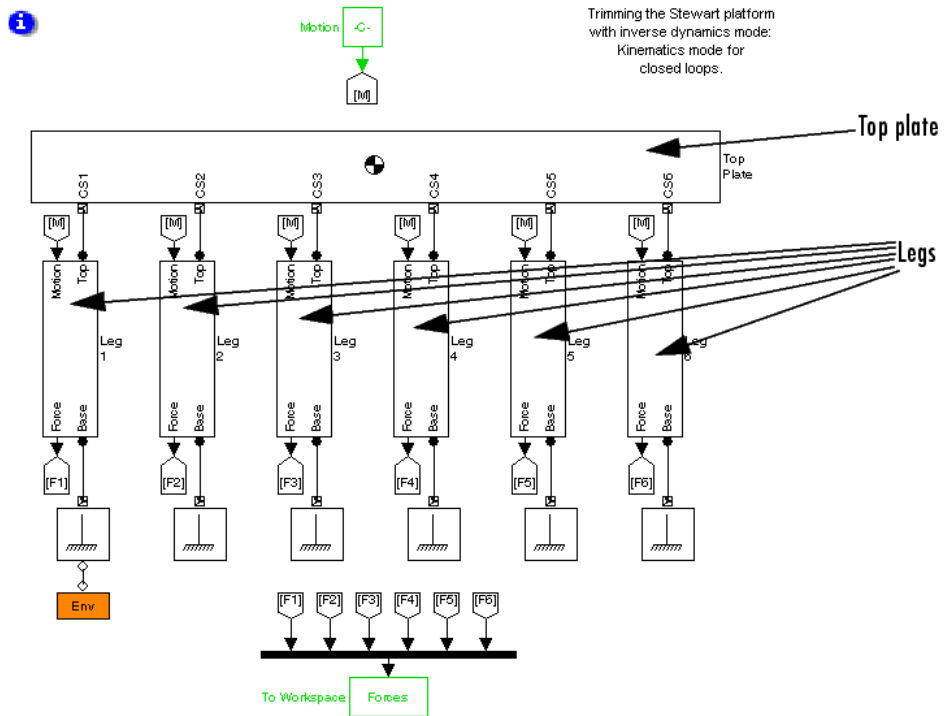 i
Trimming the Stewart platform
with inverse dynamics mode:
Kinematics mode for
closed loops.
Motion -C-
[M]
Top plate
Top
Plate
CS1 CS2 CS3 CS4 CS5 CS6
[M] [M] [M] [M] [M] [M]
Motion Top Motion Top Motion Top Motion Top Motion Top Motion Top
Legs
Leg
1
Leg
2
Leg
3
Leg
4
Leg
5
Leg
6
Force Base Force Base Force Base Force Base Force Base Force Base
[F1] [F2] [F3] [F4] [F5] [F6]
Env
[F1] [F2] [F3] [F4] [F5] [F6]
To Workspace Forces